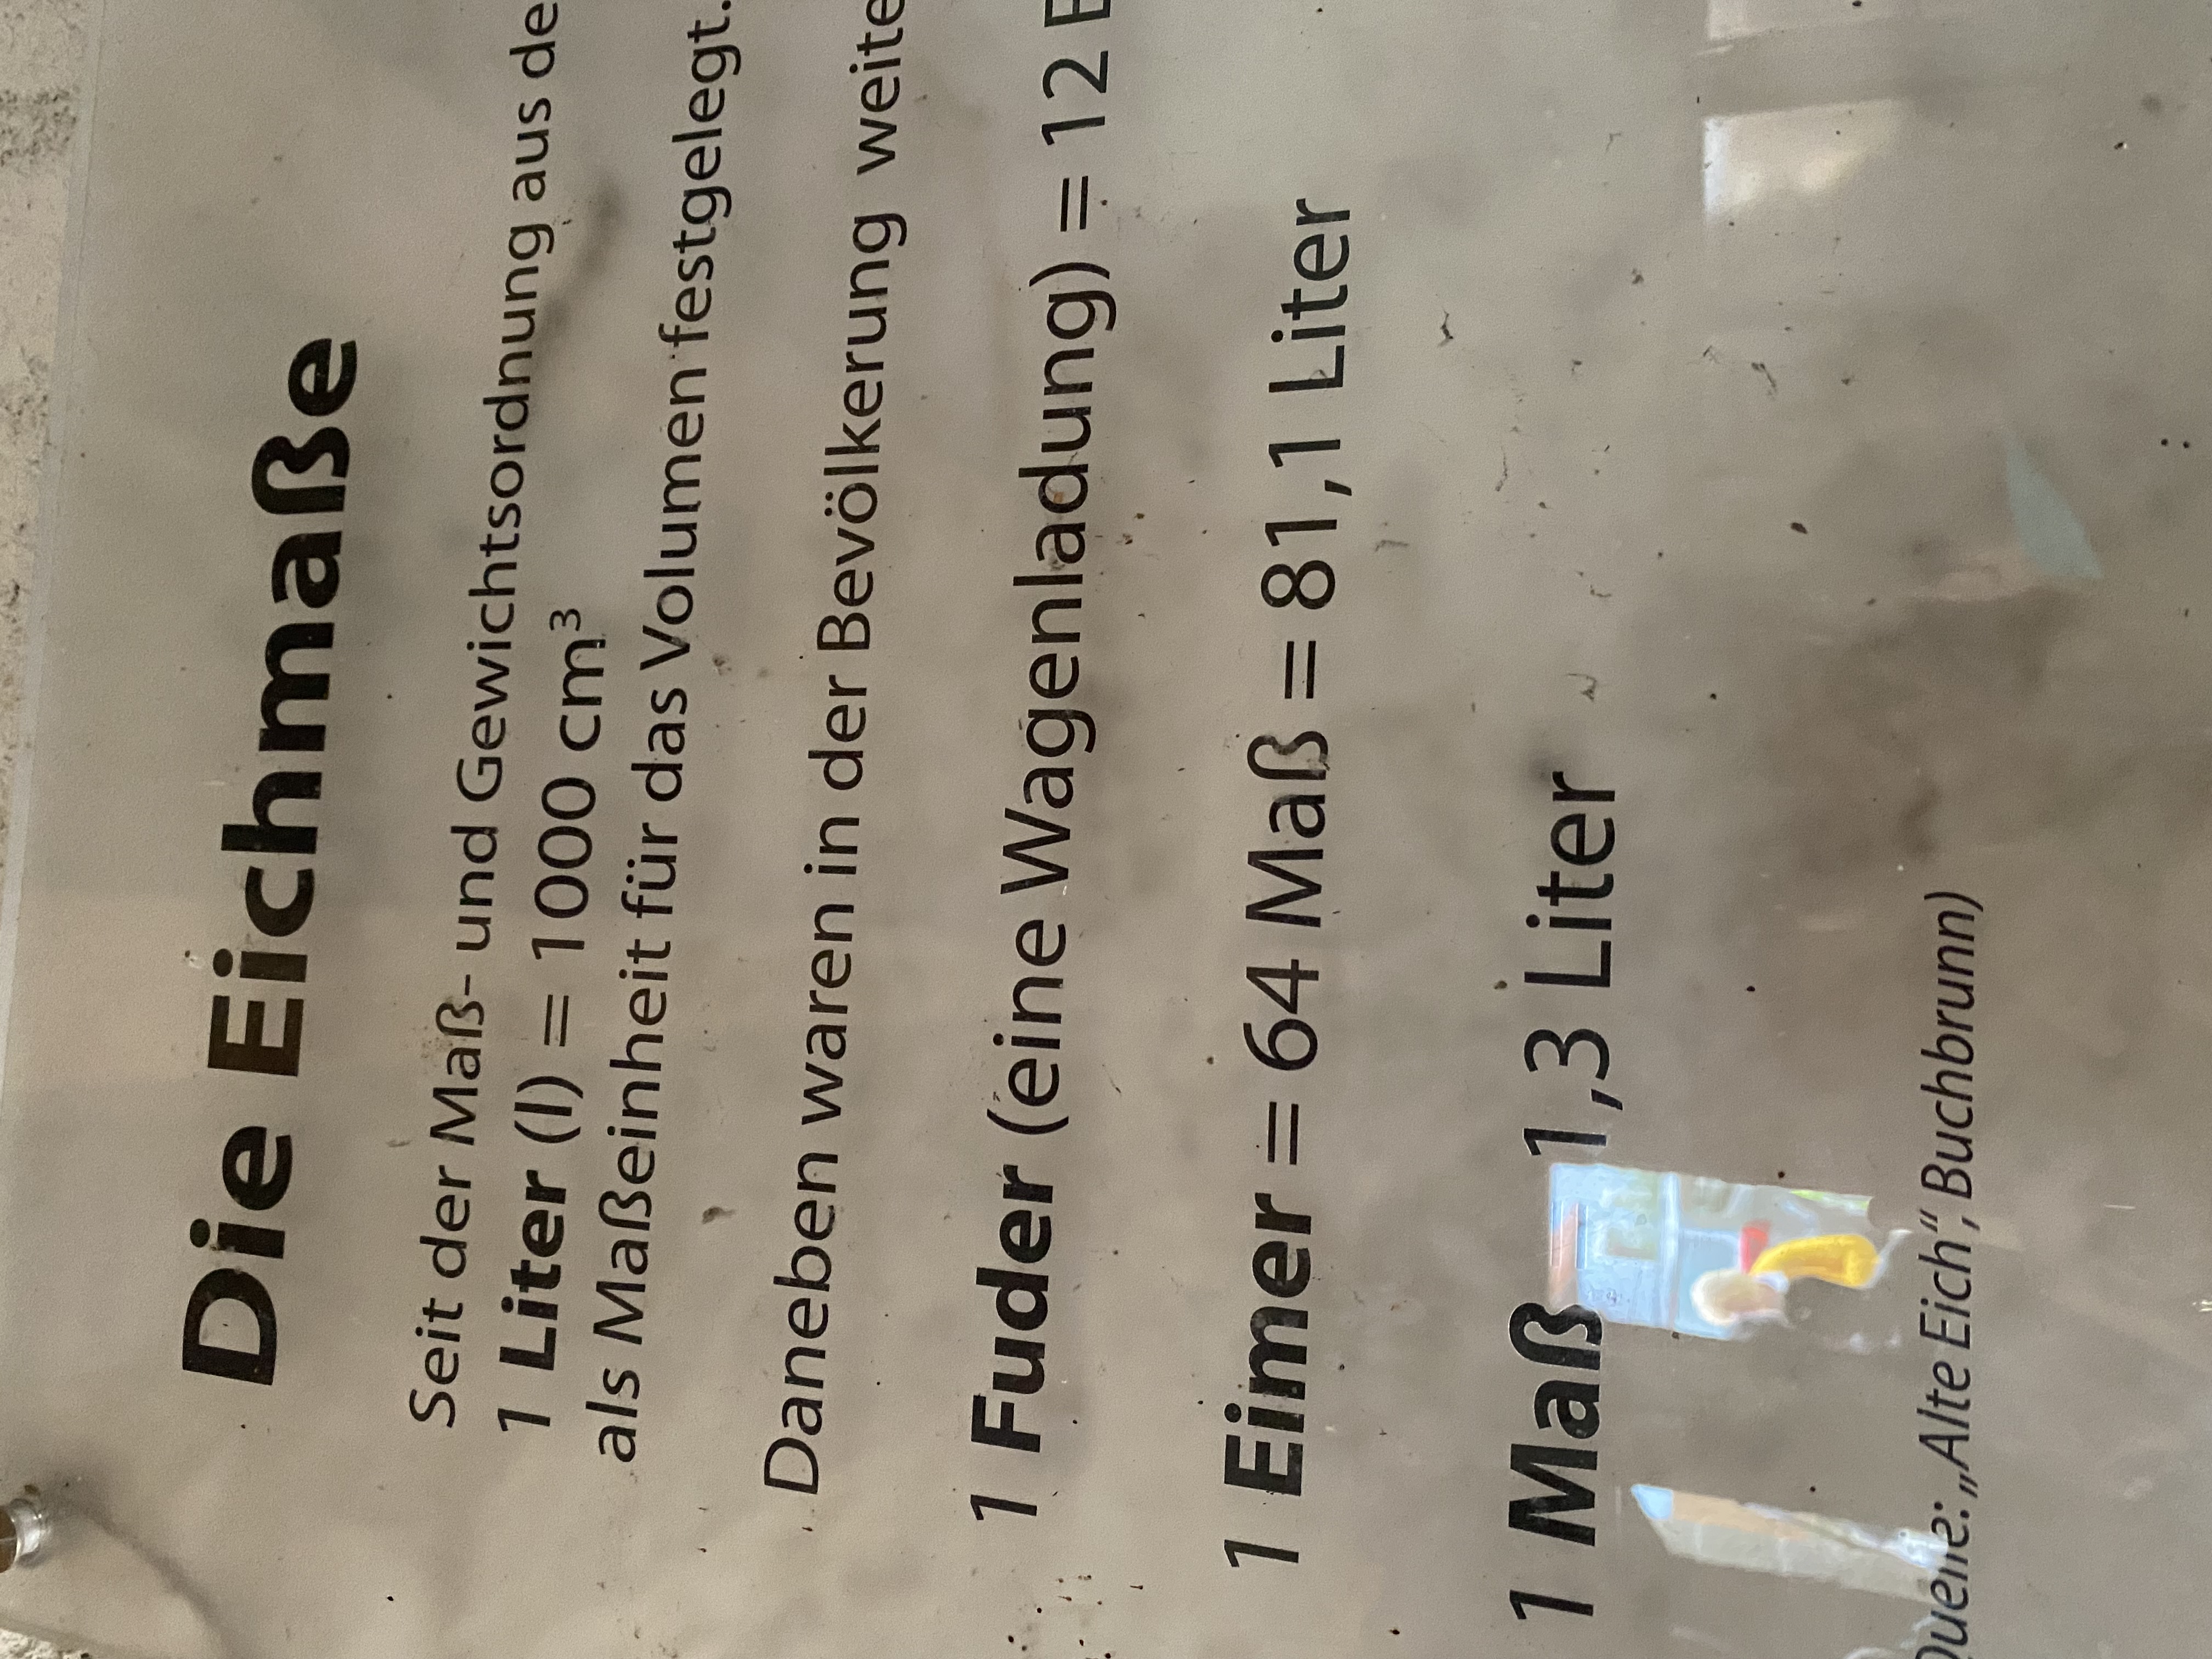 Die Eichmaße
Seit der Maß- und Gewichtsordnung aus de
1 Liter (l) = 1000 cm³
als Maßeinheit für das Volumen festgelegt.
Daneben waren in der Bevölkerung weite
1 Fuder (eine Wagenladung) = 12 E
1 Eimer = 64 Maß = 81,1 Liter
1 Maß 1,3 Liter
Quelle: „Alte Eich“, Buchbrunn)